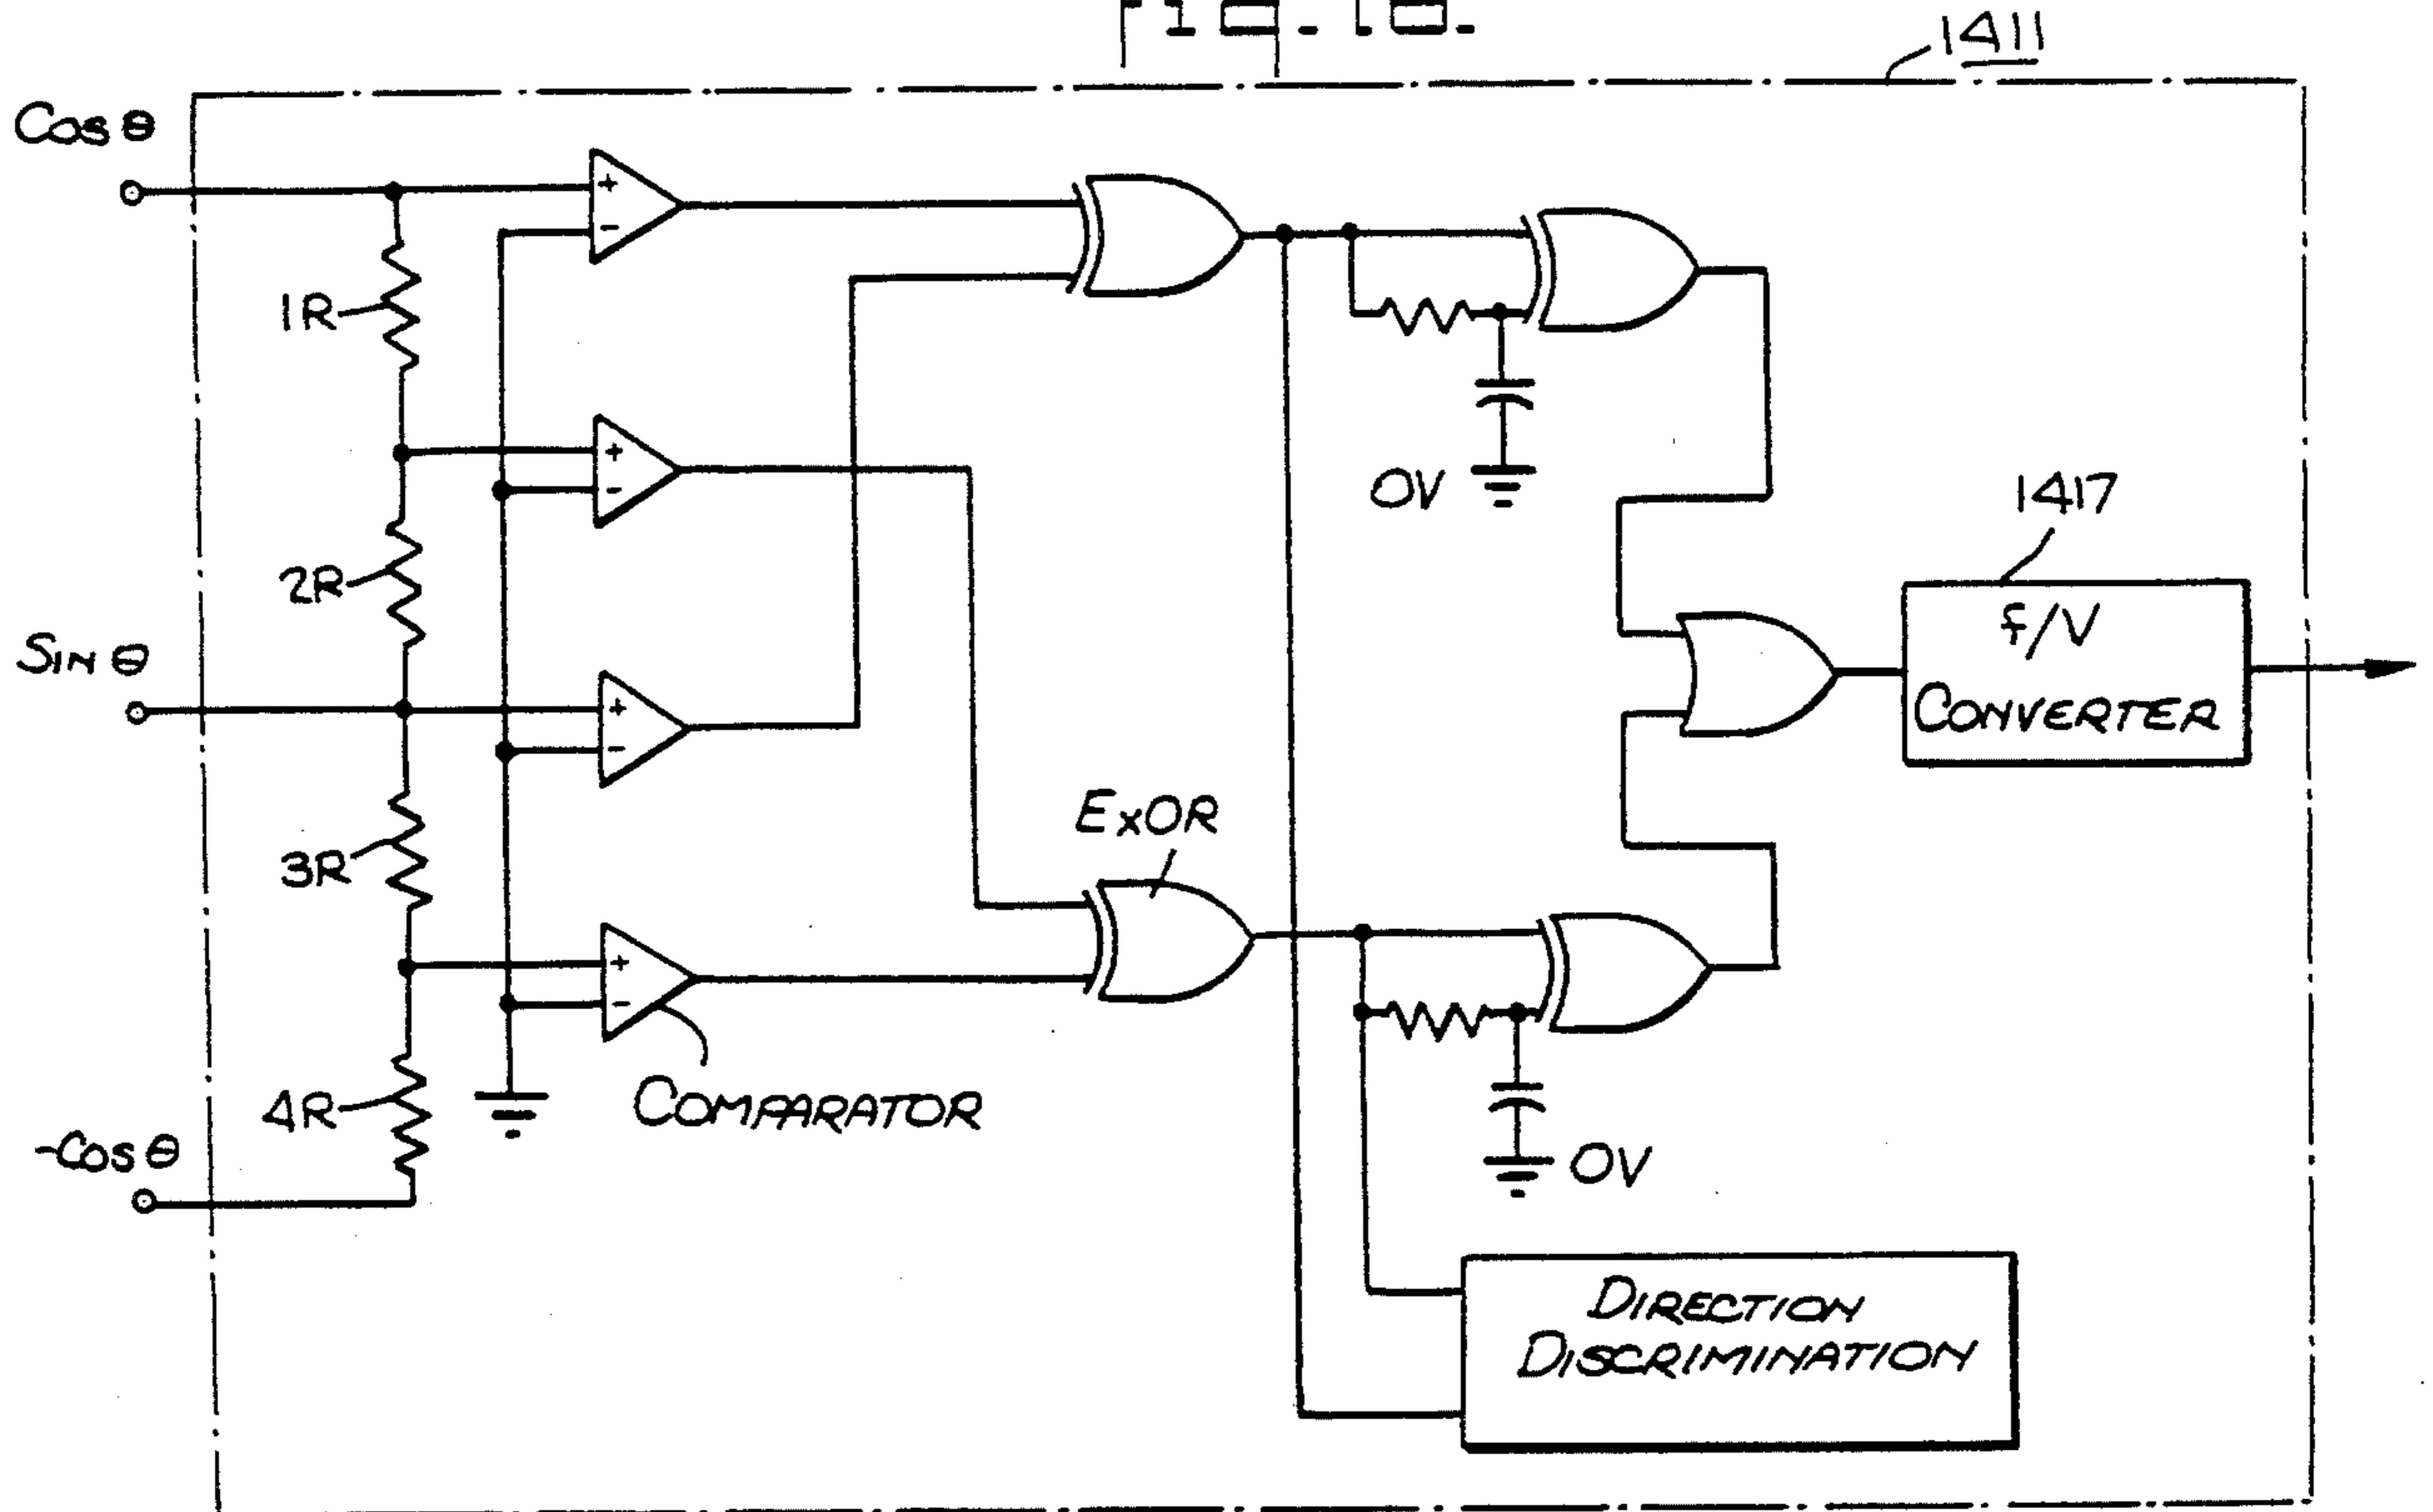 1411
Cos θ
+
-
1R
+
-
0V
1417
2R
f/V
CONVERTER
SIN θ
+
-
ExOR
3R
+
-
4R
COMPARATOR
-Cos θ
0V
DIRECTION
DISCRIMINATION